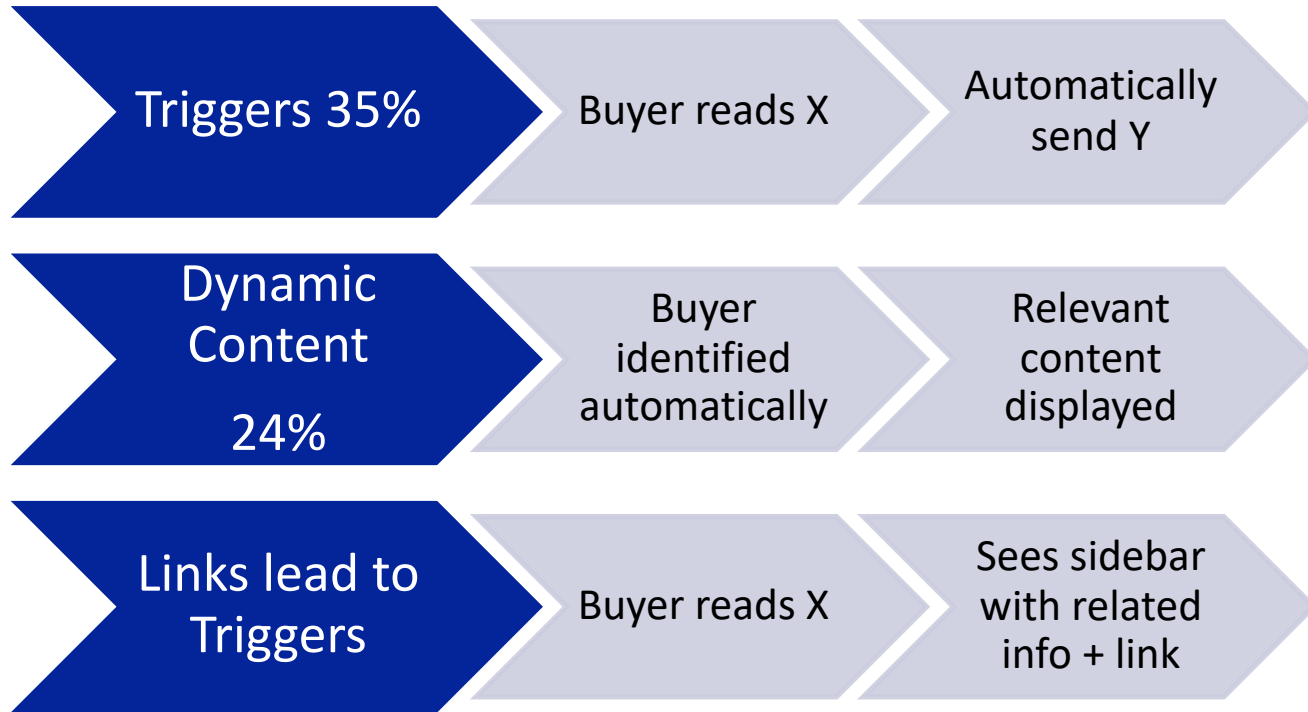 Triggers 35%
Buyer reads X
Automatically
send Y
Dynamic
Content
24%
Buyer
identified
automatically
Relevant
content
displayed
Links lead to
Triggers
Buyer reads X
Sees sidebar
with related
info + link